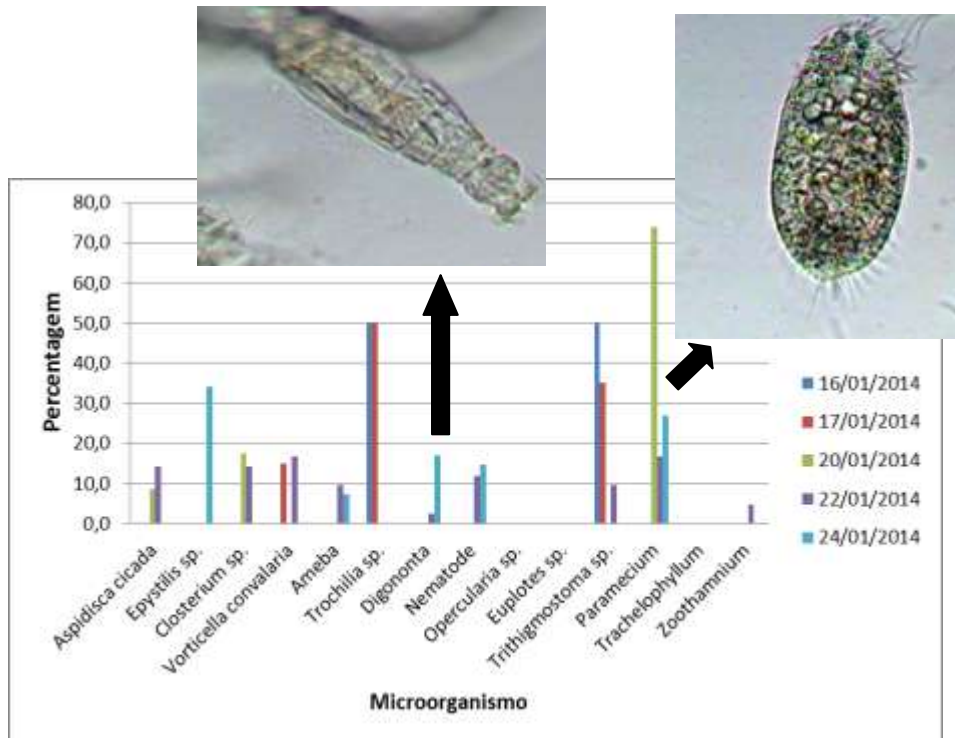 80,0
70,0
60,0
50,0
40,0
30,0
20,0
10,0
0,0
Percentagem
Aspidisca cicada
Epystilis sp.
Closterium sp.
Vorticella convalaria
Ameba
Trochilia sp.
Digononta
Nematode
Opercularia sp.
Euplotes sp.
Trithigmostoma sp.
Paramecium
Trachelophyllum
Zoothamnium
Microorganismo
16/01/2014
17/01/2014
20/01/2014
22/01/2014
24/01/2014